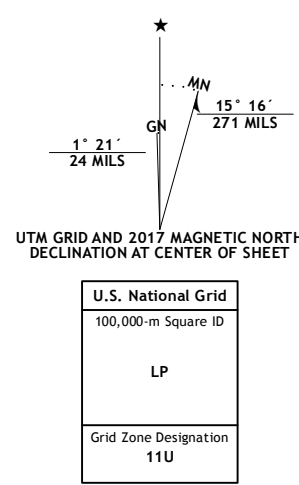 MN
15° 16´
271 MILS
GN
1° 21´
24 MILS
UTM GRID AND 2017 MAGNETIC NORTH
DECLINATION AT CENTER OF SHEET
U.S. National Grid
100,000-m Square ID
LP
Grid Zone Designation
11U